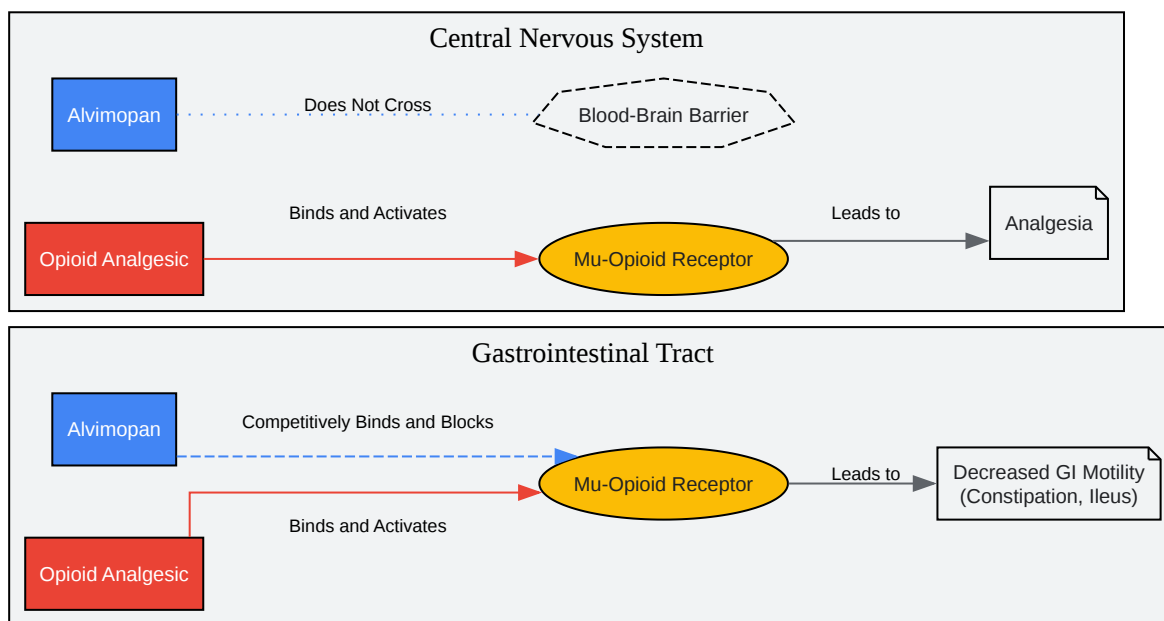 Central Nervous System
Alvimopan
Does Not Cross
Blood-Brain Barrier
Opioid Analgesic
Binds and Activates
Mu-Opioid Receptor
Leads to
Analgesia
Gastrointestinal Tract
Alvimopan
Competitively Binds and Blocks
Mu-Opioid Receptor
Leads to
Decreased GI Motility
(Constipation, Ileus)
Binds and Activates
Opioid Analgesic